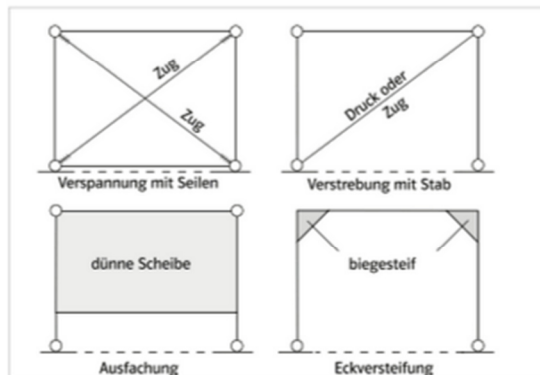 Zug
Zug
Verspannung mit Seilen
Druck oder
Zug
Verstrebung mit Stab
dünne Scheibe
Ausfachung
biegesteif
Eckversteifung